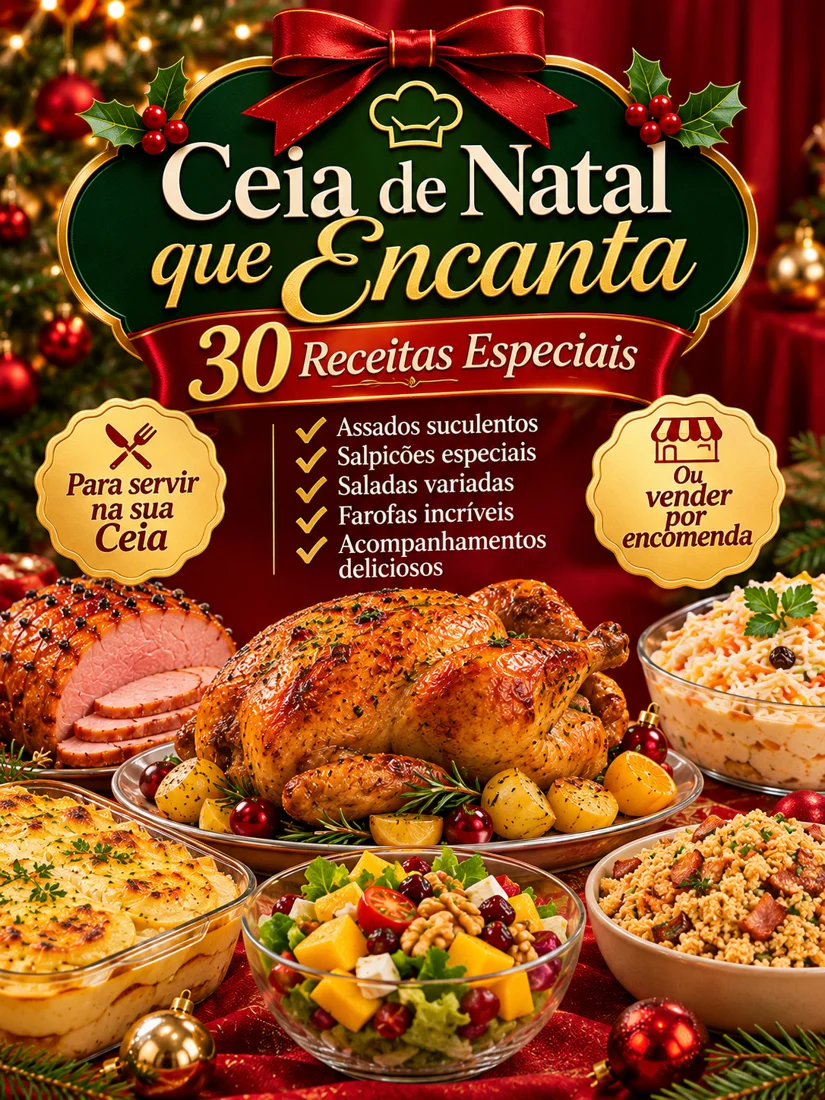 Ceia de Natal
que Encanta
30 Receitas Especiais
Para servir
na sua
Ceia
Assados suculentos
Salpicões especiais
Saladas variadas
Farofas incríveis
Acompanhamentos
deliciosos
Ou
vender
por
encomenda